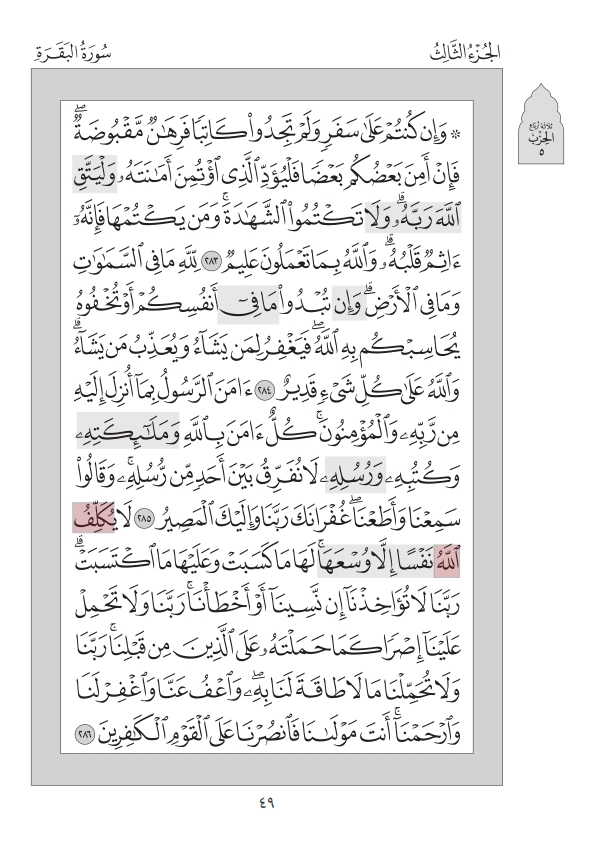 الجُزْءُ الثَّالِثُ
سُورَةُ البَقَرَةِ
ثلاثة أرباع
الحِزْب
٥
۞ وَإِن كُنتُمْ عَلَىٰ سَفَرٍ وَلَمْ تَجِدُوا۟ كَاتِبًا فَرِهَـٰنٌ مَّقْبُوضَةٌ ۖ
فَإِنْ أَمِنَ بَعْضُكُم بَعْضًا فَلْيُؤَدِّ ٱلَّذِى ٱؤْتُمِنَ أَمَـٰنَتَهُۥ وَلْيَتَّقِ
ٱللَّهَ رَبَّهُۥ ۗ وَلَا تَكْتُمُوا۟ ٱلشَّهَـٰدَةَ ۚ وَمَن يَكْتُمْهَا فَإِنَّهُۥٓ
ءَاثِمٌ قَلْبُهُۥ ۗ وَٱللَّهُ بِمَا تَعْمَلُونَ عَلِيمٌ ٢٨٣ لِّلَّهِ مَا فِى ٱلسَّمَـٰوَٰتِ
وَمَا فِى ٱلْأَرْضِ ۗ وَإِن تُبْدُوا۟ مَا فِىٓ أَنفُسِكُمْ أَوْ تُخْفُوهُ
يُحَاسِبْكُم بِهِ ٱللَّهُ ۖ فَيَغْفِرُ لِمَن يَشَآءُ وَيُعَذِّبُ مَن يَشَآءُ ۗ
وَٱللَّهُ عَلَىٰ كُلِّ شَىْءٍ قَدِيرٌ ٢٨٤ ءَامَنَ ٱلرَّسُولُ بِمَآ أُنزِلَ إِلَيْهِ
مِن رَّبِّهِۦ وَٱلْمُؤْمِنُونَ ۚ كُلٌّ ءَامَنَ بِٱللَّهِ وَمَلَـٰٓئِكَتِهِۦ
وَكُتُبِهِۦ وَرُسُلِهِۦ لَا نُفَرِّقُ بَيْنَ أَحَدٍ مِّن رُّسُلِهِۦ ۚ وَقَالُوا۟
سَمِعْنَا وَأَطَعْنَا ۖ غُفْرَانَكَ رَبَّنَا وَإِلَيْكَ ٱلْمَصِيرُ ٢٨٥ لَا يُكَلِّفُ
ٱللَّهُ نَفْسًا إِلَّا وُسْعَهَا ۚ لَهَا مَا كَسَبَتْ وَعَلَيْهَا مَا ٱكْتَسَبَتْ ۗ
رَبَّنَا لَا تُؤَاخِذْنَآ إِن نَّسِينَآ أَوْ أَخْطَأْنَا ۚ رَبَّنَا وَلَا تَحْمِلْ
عَلَيْنَآ إِصْرًا كَمَا حَمَلْتَهُۥ عَلَى ٱلَّذِينَ مِن قَبْلِنَا ۚ رَبَّنَا
وَلَا تُحَمِّلْنَا مَا لَا طَاقَةَ لَنَا بِهِۦ ۖ وَٱعْفُ عَنَّا وَٱغْفِرْ لَنَا
وَٱرْحَمْنَآ ۚ أَنتَ مَوْلَىٰنَا فَٱنصُرْنَا عَلَى ٱلْقَوْمِ ٱلْكَـٰفِرِينَ ٢٨٦
٤٩